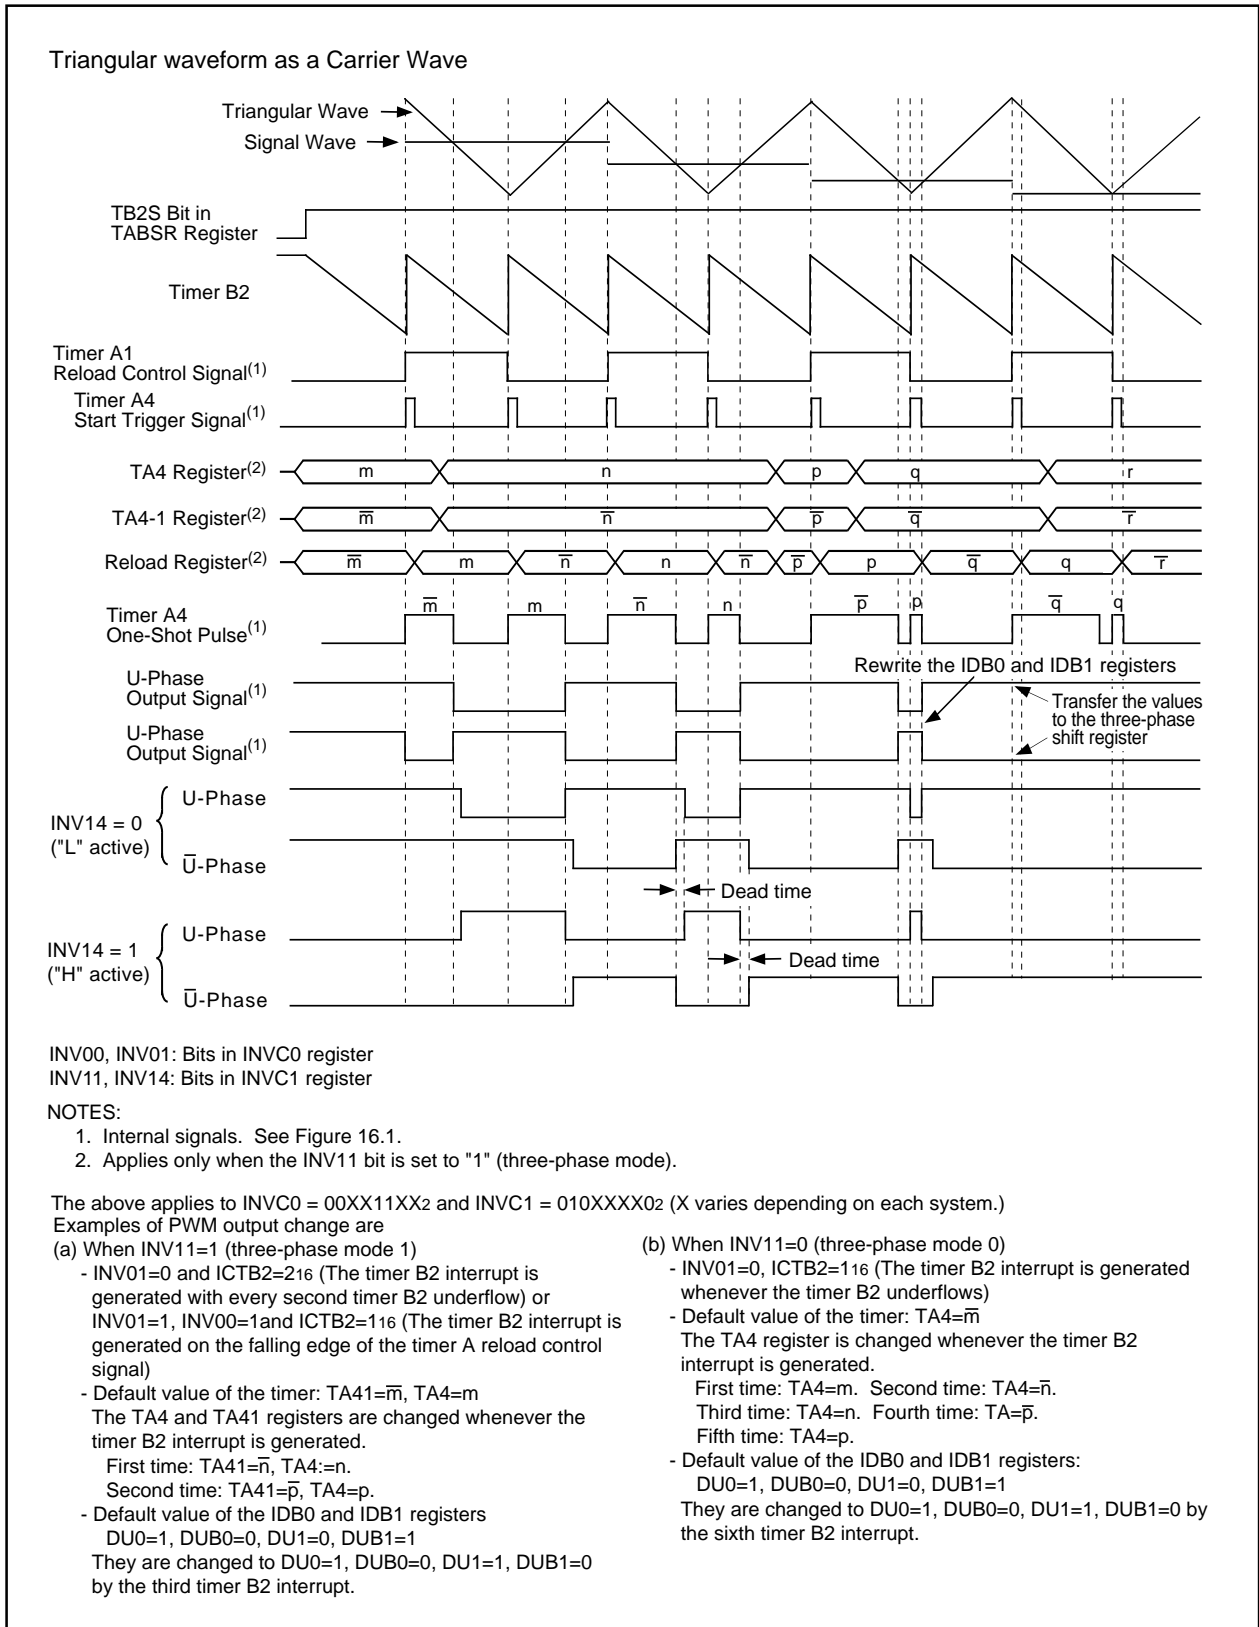 Triangular waveform as a Carrier Wave
Triangular Wave
Signal Wave
TB2S Bit in
TABSR Register
Timer B2
Timer A1
Reload Control Signal(1)
Timer A4
Start Trigger Signal(1)
TA4 Register(2)
m n p q r
TA4-1 Register(2)
m̅ n̅ p̅ q̅ r̅
Reload Register(2)
m̅ m n̅ n n̅ p̅ p q̅ q r̅
Timer A4
One-Shot Pulse(1)
m̅ m n̅ n p̅ p q̅ q
Rewrite the IDB0 and IDB1 registers
U-Phase
Output Signal(1)
Transfer the values
to the three-phase
shift register
U-Phase
Output Signal(1)
INV14 = 0
("L" active)
U-Phase
U̅-Phase
Dead time
INV14 = 1
("H" active)
U-Phase
Dead time
U̅-Phase
INV00, INV01: Bits in INVC0 register
INV11, INV14: Bits in INVC1 register
NOTES:
1. Internal signals. See Figure 16.1.
2. Applies only when the INV11 bit is set to "1" (three-phase mode).
The above applies to INVC0 = 00XX11XX2 and INVC1 = 010XXXX02 (X varies depending on each system.)
Examples of PWM output change are
(a) When INV11=1 (three-phase mode 1)
- INV01=0 and ICTB2=216 (The timer B2 interrupt is
generated with every second timer B2 underflow) or
INV01=1, INV00=1and ICTB2=116 (The timer B2 interrupt is
generated on the falling edge of the timer A reload control
signal)
- Default value of the timer: TA41=m̅, TA4=m
The TA4 and TA41 registers are changed whenever the
timer B2 interrupt is generated.
First time: TA41=n̅, TA4:=n.
Second time: TA41=p̅, TA4=p.
- Default value of the IDB0 and IDB1 registers
DU0=1, DUB0=0, DU1=0, DUB1=1
They are changed to DU0=1, DUB0=0, DU1=1, DUB1=0
by the third timer B2 interrupt.
(b) When INV11=0 (three-phase mode 0)
- INV01=0, ICTB2=116 (The timer B2 interrupt is generated
whenever the timer B2 underflows)
- Default value of the timer: TA4=m̅
The TA4 register is changed whenever the timer B2
interrupt is generated.
First time: TA4=m. Second time: TA4=n̅.
Third time: TA4=n. Fourth time: TA=p̅.
Fifth time: TA4=p.
- Default value of the IDB0 and IDB1 registers:
DU0=1, DUB0=0, DU1=0, DUB1=1
They are changed to DU0=1, DUB0=0, DU1=1, DUB1=0 by
the sixth timer B2 interrupt.